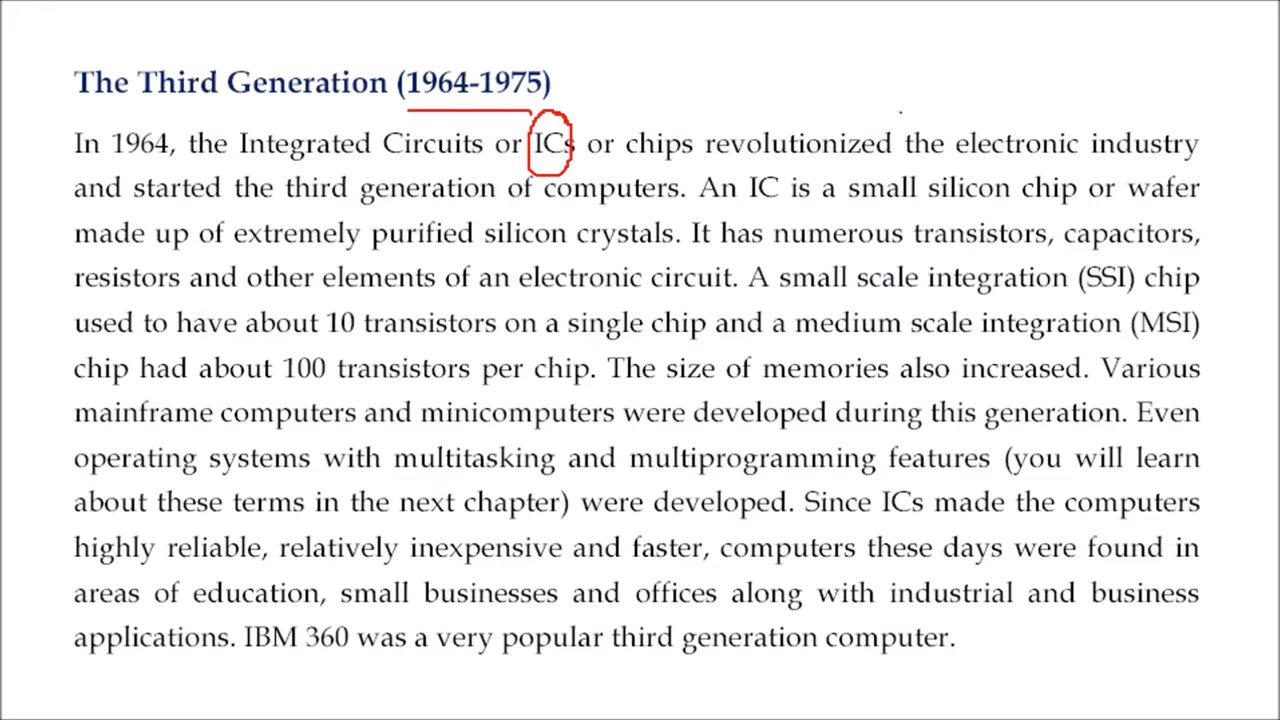 The Third Generation (1964-1975)
In 1964, the Integrated Circuits or ICs or chips revolutionized the electronic industry
and started the third generation of computers. An IC is a small silicon chip or wafer
made up of extremely purified silicon crystals. It has numerous transistors, capacitors,
resistors and other elements of an electronic circuit. A small scale integration (SSI) chip
used to have about 10 transistors on a single chip and a medium scale integration (MSI)
chip had about 100 transistors per chip. The size of memories also increased. Various
mainframe computers and minicomputers were developed during this generation. Even
operating systems with multitasking and multiprogramming features (you will learn
about these terms in the next chapter) were developed. Since ICs made the computers
highly reliable, relatively inexpensive and faster, computers these days were found in
areas of education, small businesses and offices along with industrial and business
applications. IBM 360 was a very popular third generation computer.